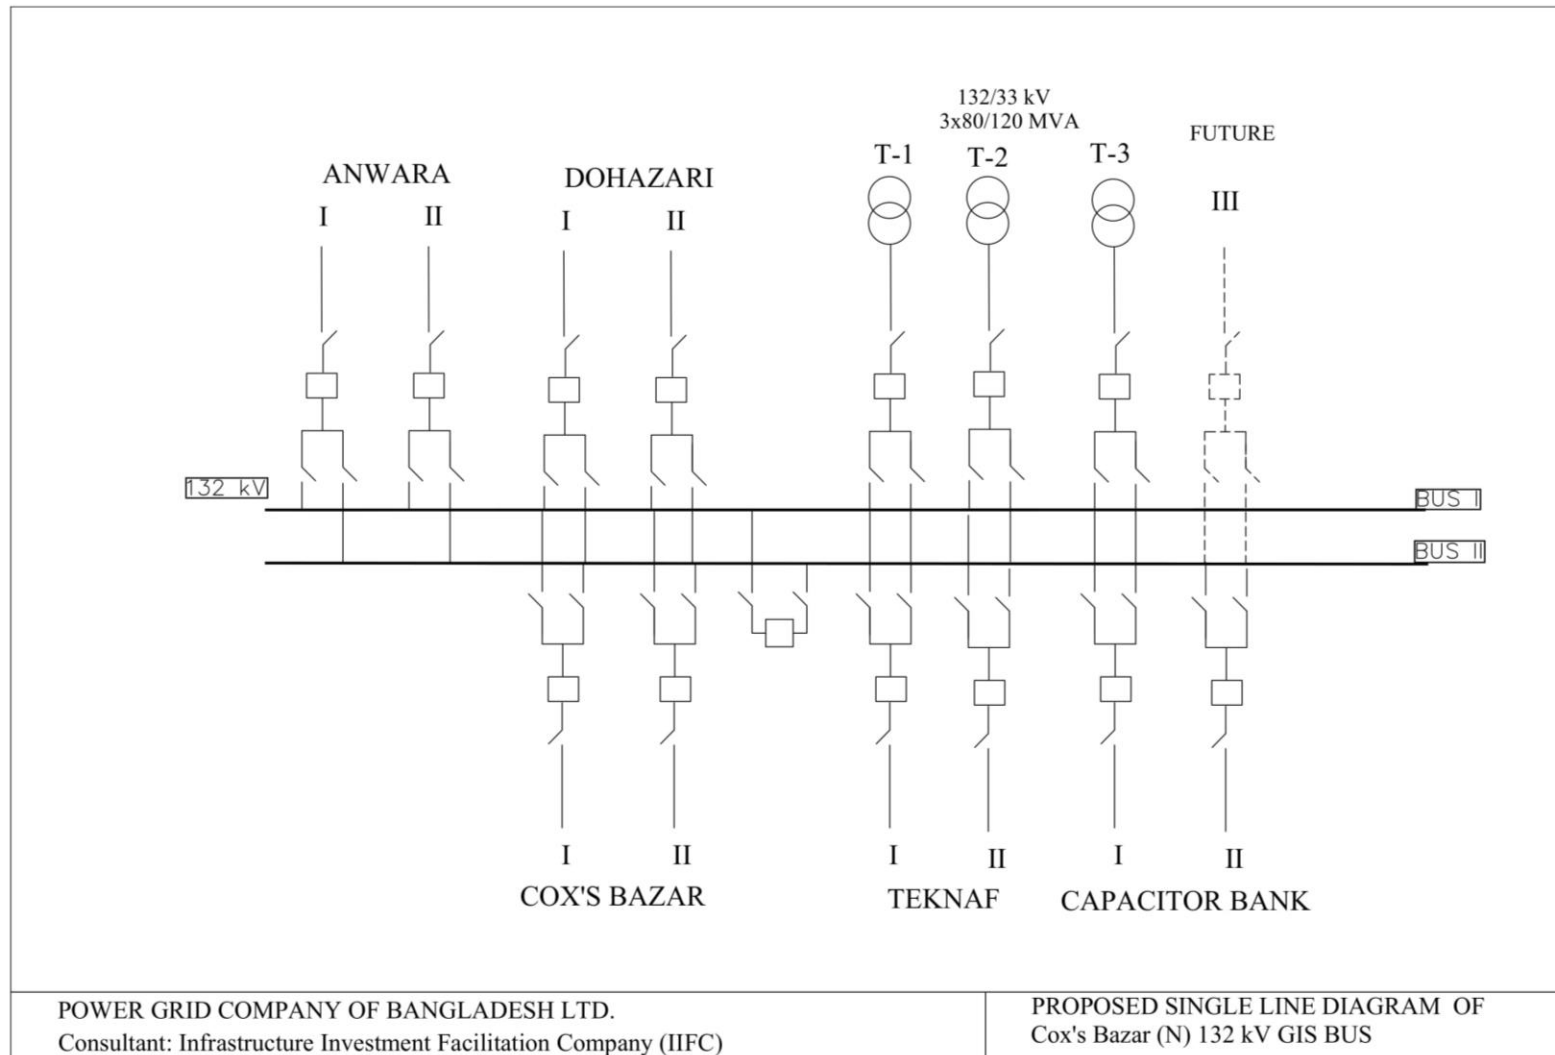 132/33 kV
3x80/120 MVA
FUTURE
T-1
T-2
T-3
ANWARA
DOHAZARI
III
I
II
I
II
132 kV
BUS I
BUS II
I
II
I
II
I
II
COX'S BAZAR
TEKNAF
CAPACITOR BANK
POWER GRID COMPANY OF BANGLADESH LTD.
Consultant: Infrastructure Investment Facilitation Company (IIFC)
PROPOSED SINGLE LINE DIAGRAM OF
Cox's Bazar (N) 132 kV GIS BUS